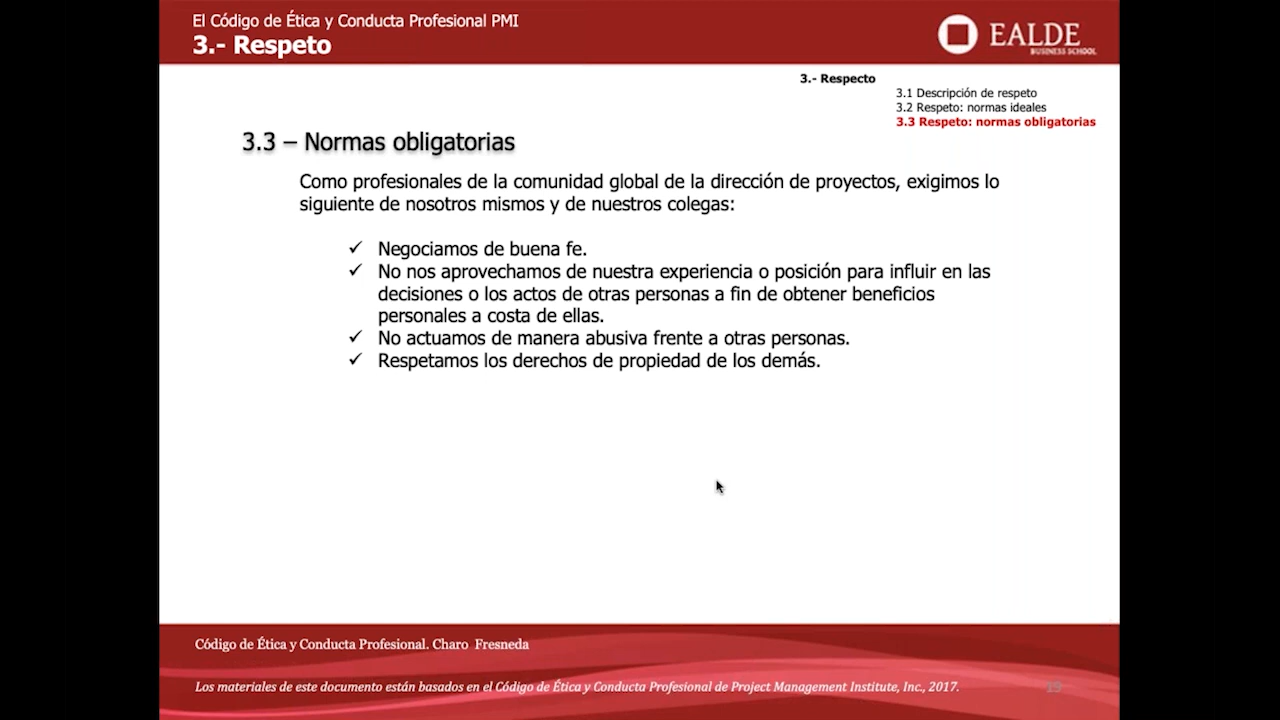 El Código de Ética y Conducta Profesional PMI
3.- Respeto
EALDE
BUSINESS SCHOOL
3.- Respecto
3.1 Descripción de respeto
3.2 Respeto: normas ideales
3.3 Respeto: normas obligatorias
3.3 – Normas obligatorias
Como profesionales de la comunidad global de la dirección de proyectos, exigimos lo
siguiente de nosotros mismos y de nuestros colegas:
✓ Negociamos de buena fe.
✓ No nos aprovechamos de nuestra experiencia o posición para influir en las
decisiones o los actos de otras personas a fin de obtener beneficios
personales a costa de ellas.
✓ No actuamos de manera abusiva frente a otras personas.
✓ Respetamos los derechos de propiedad de los demás.
Código de Ética y Conducta Profesional. Charo Fresneda
Los materiales de este documento están basados en el Código de Ética y Conducta Profesional de Project Management Institute, Inc., 2017.
19